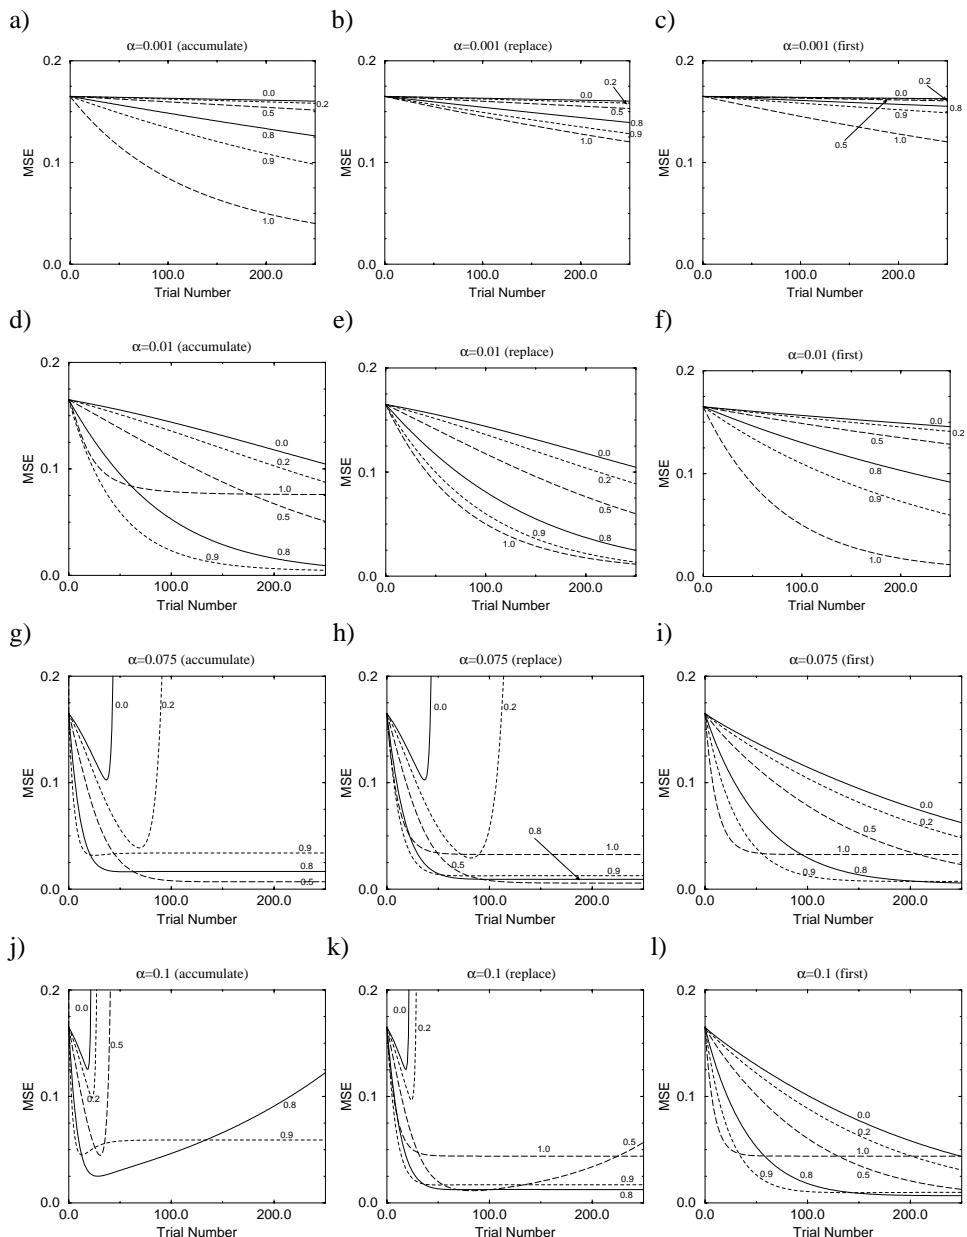 a)
α=0.001 (accumulate)
0.2
0.1
0.0
MSE
0.0
0.2
0.5
0.8
0.9
1.0
0.0 100.0 200.0
Trial Number
b)
α=0.001 (replace)
0.2
0.1
0.0
MSE
0.2
0.0
0.5
0.8
0.9
1.0
0.0 100.0 200.0
Trial Number
c)
α=0.001 (first)
0.2
0.1
0.0
MSE
0.2
0.0
0.8
0.9
0.5
1.0
0.0 100.0 200.0
Trial Number
d)
α=0.01 (accumulate)
0.2
0.1
0.0
MSE
0.0
0.2
1.0
0.5
0.8
0.9
0.0 100.0 200.0
Trial Number
e)
α=0.01 (replace)
0.2
0.1
0.0
MSE
0.0
0.2
0.5
0.9
0.8
1.0
0.0 100.0 200.0
Trial Number
f)
α=0.01 (first)
0.2
0.1
0.0
MSE
0.2
0.0
0.5
0.8
0.9
1.0
0.0 100.0 200.0
Trial Number
g)
α=0.075 (accumulate)
0.2
0.1
0.0
MSE
0.0
0.2
0.9
0.8
0.5
0.0 100.0 200.0
Trial Number
h)
α=0.075 (replace)
0.2
0.1
0.0
MSE
0.0
0.2
0.8
1.0
0.5
0.9
0.0 100.0 200.0
Trial Number
i)
α=0.075 (first)
0.2
0.1
0.0
MSE
0.0
0.2
0.5
1.0
0.9
0.8
0.0 100.0 200.0
Trial Number
j)
α=0.1 (accumulate)
0.2
0.1
0.0
MSE
0.0
0.5
0.2
0.8
0.9
0.0 100.0 200.0
Trial Number
k)
α=0.1 (replace)
0.2
0.1
0.0
MSE
0.0
0.2
0.5
1.0
0.9
0.8
0.0 100.0 200.0
Trial Number
l)
α=0.1 (first)
0.2
0.1
0.0
MSE
0.0
0.2
1.0
0.9
0.8
0.5
0.0 100.0 200.0
Trial Number